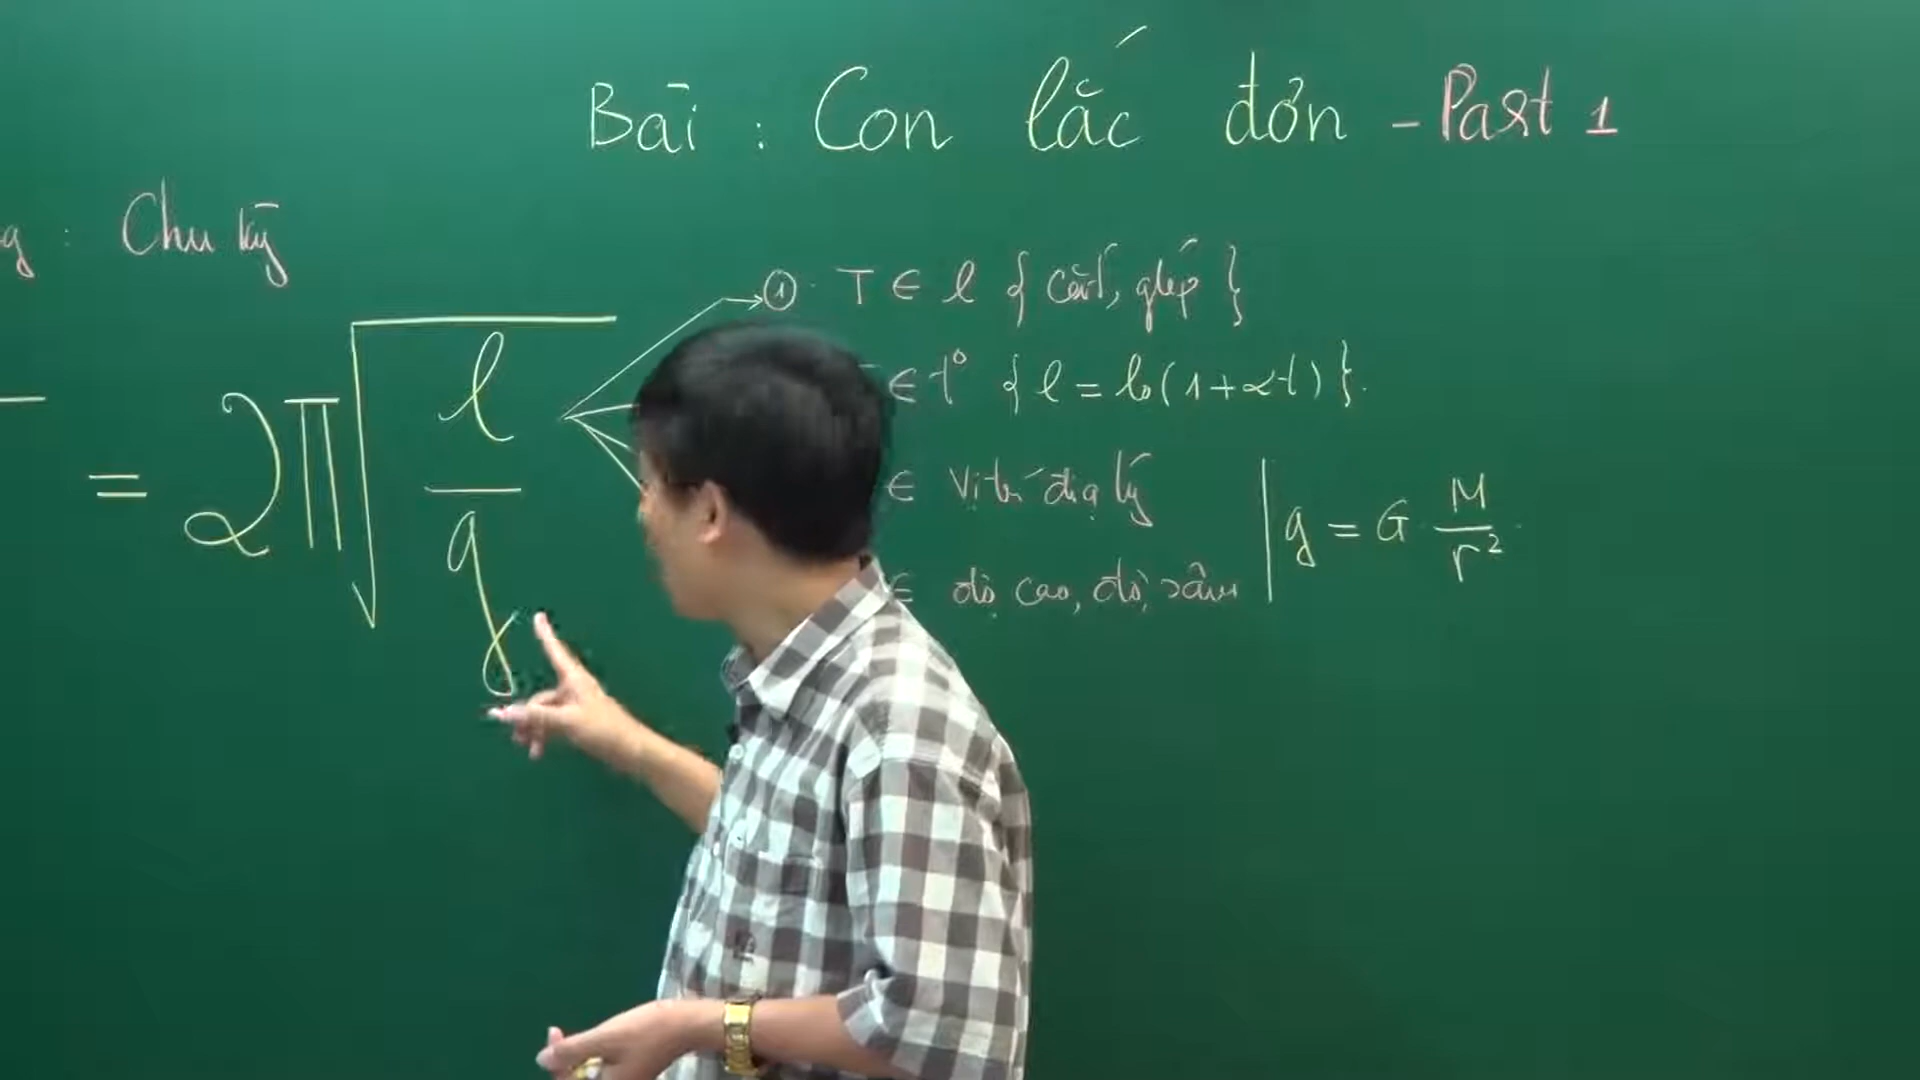 Bài : Con lắc đơn - Part 1
g : Chu kỳ
① T ∈ l { cắt, ghép }
∈ t° { l = l₀(1+αt) }.
T = 2π√(l/g)
∈ vị trí địa lý
g = G M/r²
∈ độ cao, độ sâu